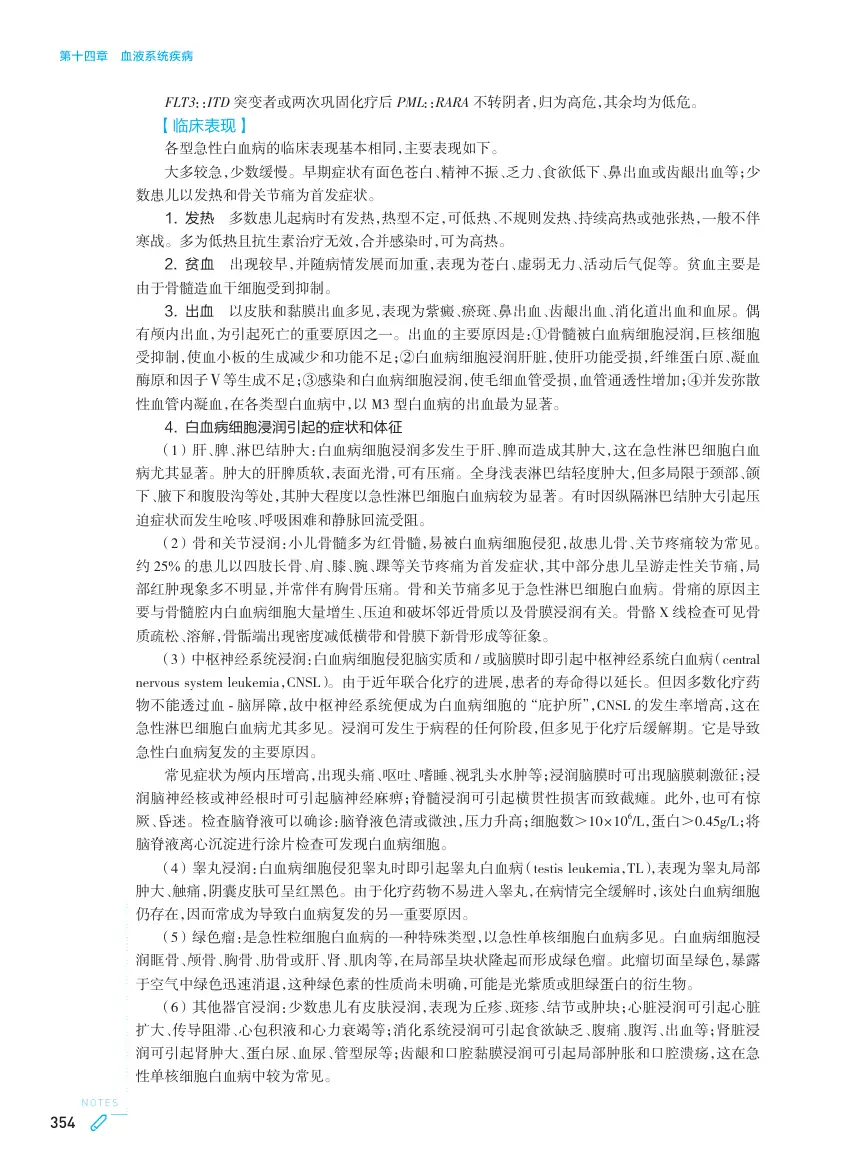 第十四章 血液系统疾病
FLT3::ITD 突变者或两次巩固化疗后 PML::RARA 不转阴者,归为高危,其余均为低危。
【临床表现】
各型急性白血病的临床表现基本相同,主要表现如下。
大多较急,少数缓慢。早期症状有面色苍白、精神不振、乏力、食欲低下、鼻出血或齿龈出血等;少
数患儿以发热和骨关节痛为首发症状。
1. 发热 多数患儿起病时有发热,热型不定,可低热、不规则发热、持续高热或弛张热,一般不伴
寒战。多为低热且抗生素治疗无效,合并感染时,可为高热。
2. 贫血 出现较早,并随病情发展而加重,表现为苍白、虚弱无力、活动后气促等。贫血主要是
由于骨髓造血干细胞受到抑制。
3. 出血 以皮肤和黏膜出血多见,表现为紫癜、瘀斑、鼻出血、齿龈出血、消化道出血和血尿。偶
有颅内出血,为引起死亡的重要原因之一。出血的主要原因是:①骨髓被白血病细胞浸润,巨核细胞
受抑制,使血小板的生成减少和功能不足;②白血病细胞浸润肝脏,使肝功能受损,纤维蛋白原、凝血
酶原和因子Ⅴ等生成不足;③感染和白血病细胞浸润,使毛细血管受损,血管通透性增加;④并发弥散
性血管内凝血,在各类型白血病中,以 M3 型白血病的出血最为显著。
4. 白血病细胞浸润引起的症状和体征
(1)肝、脾、淋巴结肿大:白血病细胞浸润多发生于肝、脾而造成其肿大,这在急性淋巴细胞白血
病尤其显著。肿大的肝脾质软,表面光滑,可有压痛。全身浅表淋巴结轻度肿大,但多局限于颈部、颌
下、腋下和腹股沟等处,其肿大程度以急性淋巴细胞白血病较为显著。有时因纵隔淋巴结肿大引起压
迫症状而发生呛咳、呼吸困难和静脉回流受阻。
(2)骨和关节浸润:小儿骨髓多为红骨髓,易被白血病细胞侵犯,故患儿骨、关节疼痛较为常见。
约 25% 的患儿以四肢长骨、肩、膝、腕、踝等关节疼痛为首发症状,其中部分患儿呈游走性关节痛,局
部红肿现象多不明显,并常伴有胸骨压痛。骨和关节痛多见于急性淋巴细胞白血病。骨痛的原因主
要与骨髓腔内白血病细胞大量增生、压迫和破坏邻近骨质以及骨膜浸润有关。骨骼 X 线检查可见骨
质疏松、溶解,骨骺端出现密度减低横带和骨膜下新骨形成等征象。
(3)中枢神经系统浸润:白血病细胞侵犯脑实质和 / 或脑膜时即引起中枢神经系统白血病(central
nervous system leukemia,CNSL)。由于近年联合化疗的进展,患者的寿命得以延长。但因多数化疗药
物不能透过血 - 脑屏障,故中枢神经系统便成为白血病细胞的“庇护所”,CNSL 的发生率增高,这在
急性淋巴细胞白血病尤其多见。浸润可发生于病程的任何阶段,但多见于化疗后缓解期。它是导致
急性白血病复发的主要原因。
常见症状为颅内压增高,出现头痛、呕吐、嗜睡、视乳头水肿等;浸润脑膜时可出现脑膜刺激征;浸
润脑神经核或神经根时可引起脑神经麻痹;脊髓浸润可引起横贯性损害而致截瘫。此外,也可有惊
厥、昏迷。检查脑脊液可以确诊:脑脊液色清或微浊,压力升高;细胞数>10×10⁶/L,蛋白>0.45g/L;将
脑脊液离心沉淀进行涂片检查可发现白血病细胞。
(4)睾丸浸润:白血病细胞侵犯睾丸时即引起睾丸白血病(testis leukemia,TL),表现为睾丸局部
肿大、触痛,阴囊皮肤可呈红黑色。由于化疗药物不易进入睾丸,在病情完全缓解时,该处白血病细胞
仍存在,因而常成为导致白血病复发的另一重要原因。
(5)绿色瘤:是急性粒细胞白血病的一种特殊类型,以急性单核细胞白血病多见。白血病细胞浸
润眶骨、颅骨、胸骨、肋骨或肝、肾、肌肉等,在局部呈块状隆起而形成绿色瘤。此瘤切面呈绿色,暴露
于空气中绿色迅速消退,这种绿色素的性质尚未明确,可能是光紫质或胆绿蛋白的衍生物。
(6)其他器官浸润:少数患儿有皮肤浸润,表现为丘疹、斑疹、结节或肿块;心脏浸润可引起心脏
扩大、传导阻滞、心包积液和心力衰竭等;消化系统浸润可引起食欲缺乏、腹痛、腹泻、出血等;肾脏浸
润可引起肾肿大、蛋白尿、血尿、管型尿等;齿龈和口腔黏膜浸润可引起局部肿胀和口腔溃疡,这在急
性单核细胞白血病中较为常见。
NOTES
354